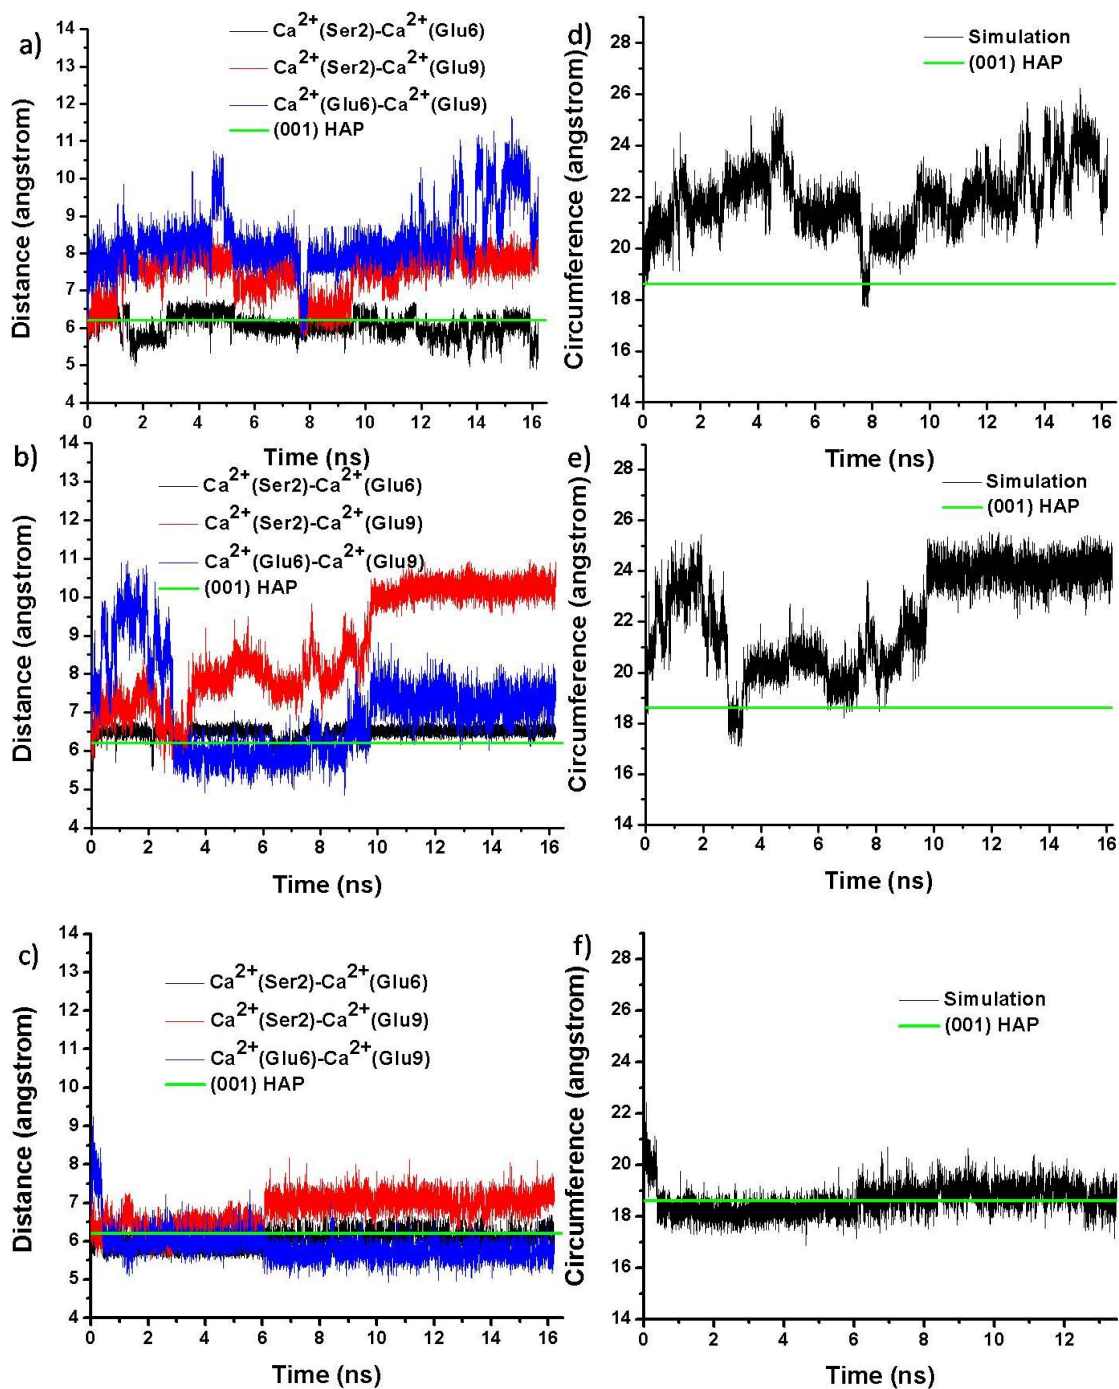 a)
Ca2+(Ser2)-Ca2+(Glu6)
Ca2+(Ser2)-Ca2+(Glu9)
Ca2+(Glu6)-Ca2+(Glu9)
(001) HAP
Distance (angstrom)
14
13
12
11
10
9
8
7
6
5
4
0 2 4 6 8 10 12 14 16
Time (ns)
d)
Simulation
(001) HAP
Circumference (angstrom)
28
26
24
22
20
18
16
14
0 2 4 6 8 10 12 14 16
Time (ns)
b)
Ca2+(Ser2)-Ca2+(Glu6)
Ca2+(Ser2)-Ca2+(Glu9)
Ca2+(Glu6)-Ca2+(Glu9)
(001) HAP
Distance (angstrom)
14
13
12
11
10
9
8
7
6
5
4
0 2 4 6 8 10 12 14 16
Time (ns)
e)
Simulation
(001) HAP
Circumference (angstrom)
28
26
24
22
20
18
16
14
0 2 4 6 8 10 12 14 16
Time (ns)
c)
Ca2+(Ser2)-Ca2+(Glu6)
Ca2+(Ser2)-Ca2+(Glu9)
Ca2+(Glu6)-Ca2+(Glu9)
(001) HAP
Distance (angstrom)
14
13
12
11
10
9
8
7
6
5
4
0 2 4 6 8 10 12 14 16
Time (ns)
f)
Simulation
(001) HAP
Circumference (angstrom)
28
26
24
22
20
18
16
14
0 2 4 6 8 10 12
Time (ns)